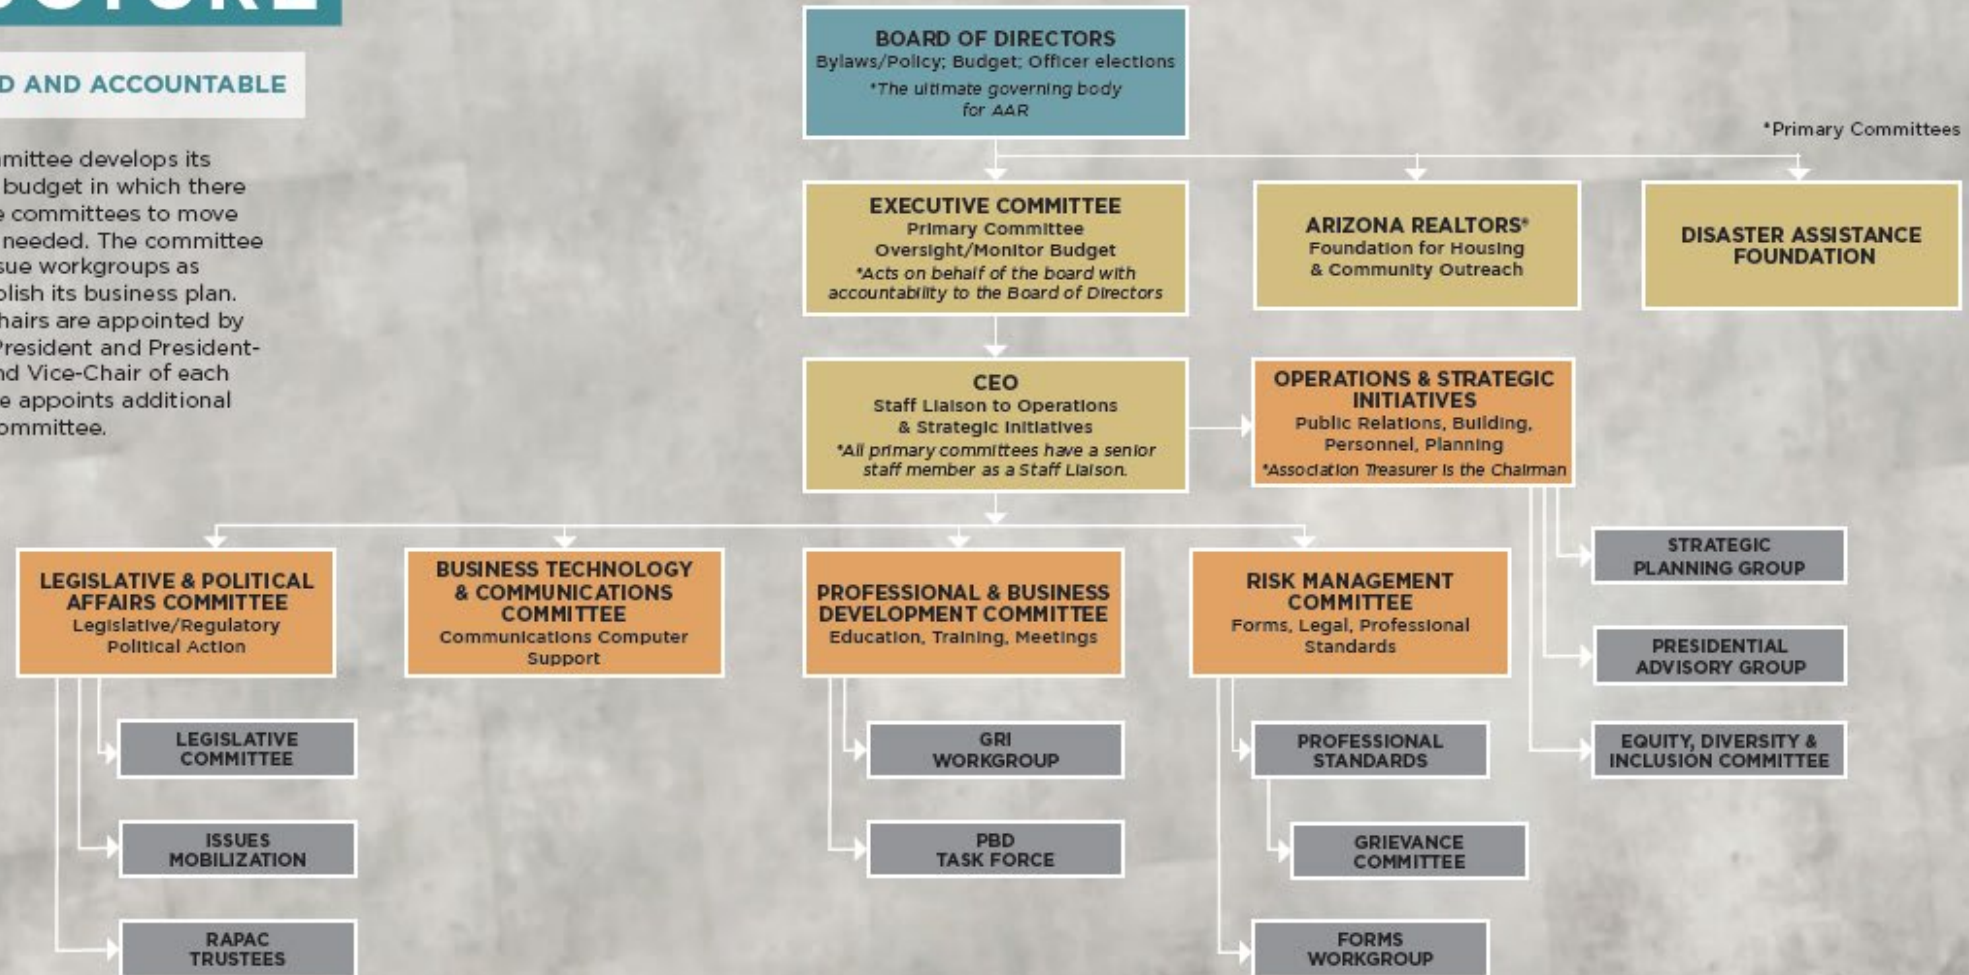 CTURE
D AND ACCOUNTABLE
mittee develops its
budget in which there
e committees to move
needed. The committee
sue workgroups as
plish its business plan.
hairs are appointed by
President and President-
nd Vice-Chair of each
e appoints additional
ommittee.
BOARD OF DIRECTORS
Bylaws/Policy; Budget; Officer elections
*The ultimate governing body
for AAR
*Primary Committees
EXECUTIVE COMMITTEE
Primary Committee
Oversight/Monitor Budget
*Acts on behalf of the board with
accountability to the Board of Directors
ARIZONA REALTORS®
Foundation for Housing
& Community Outreach
DISASTER ASSISTANCE
FOUNDATION
CEO
Staff Liaison to Operations
& Strategic Initiatives
*All primary committees have a senior
staff member as a Staff Liaison.
OPERATIONS & STRATEGIC
INITIATIVES
Public Relations, Building,
Personnel, Planning
*Association Treasurer is the Chairman
STRATEGIC
PLANNING GROUP
PRESIDENTIAL
ADVISORY GROUP
EQUITY, DIVERSITY &
INCLUSION COMMITTEE
LEGISLATIVE & POLITICAL
AFFAIRS COMMITTEE
Legislative/Regulatory
Political Action
LEGISLATIVE
COMMITTEE
ISSUES
MOBILIZATION
RAPAC
TRUSTEES
BUSINESS TECHNOLOGY
& COMMUNICATIONS
COMMITTEE
Communications Computer
Support
PROFESSIONAL & BUSINESS
DEVELOPMENT COMMITTEE
Education, Training, Meetings
GRI
WORKGROUP
PBD
TASK FORCE
RISK MANAGEMENT
COMMITTEE
Forms, Legal, Professional
Standards
PROFESSIONAL
STANDARDS
GRIEVANCE
COMMITTEE
FORMS
WORKGROUP